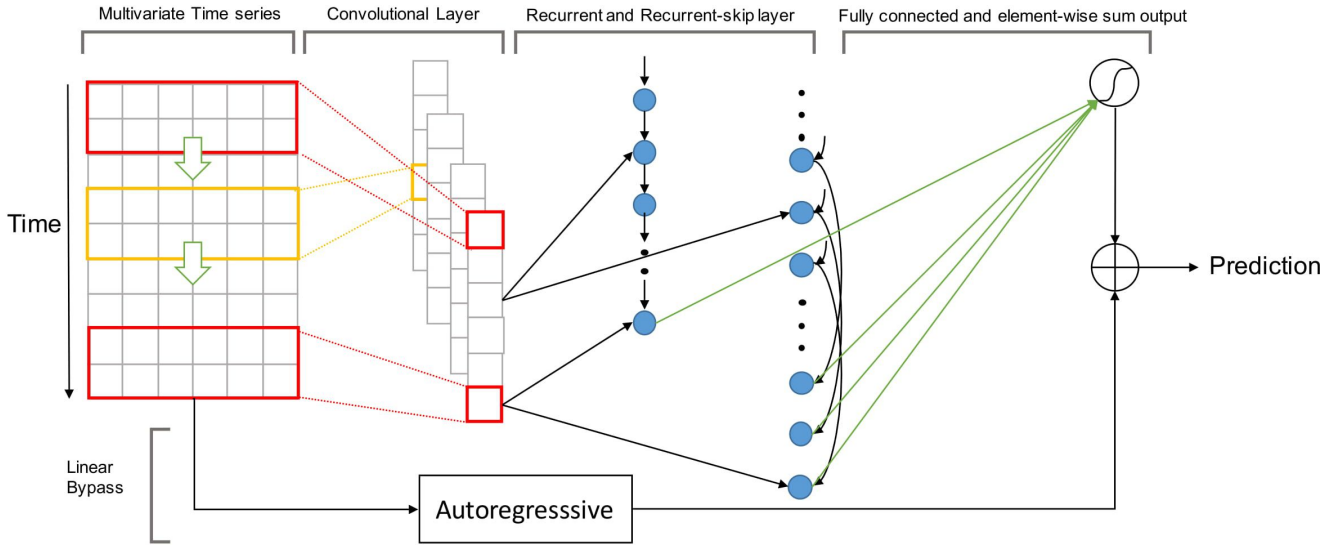 Multivariate Time series
Convolutional Layer
Recurrent and Recurrent-skip layer
Fully connected and element-wise sum output
Time
Prediction
Linear
Bypass
Autoregresssive